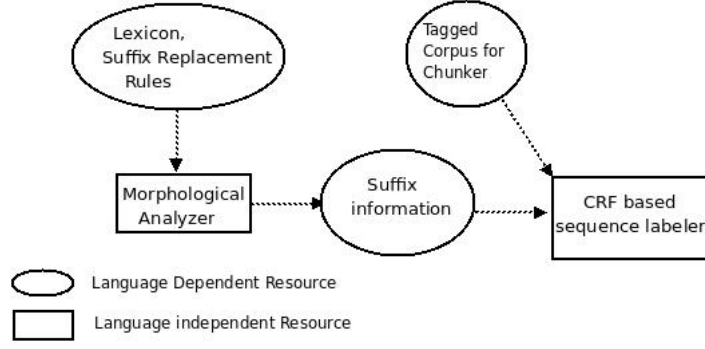 Lexicon,
Suffix Replacement
Rules
Tagged
Corpus for
Chunker
Morphological
Analyzer
Suffix
information
CRF based
sequence labeler
Language Dependent Resource
Language independent Resource